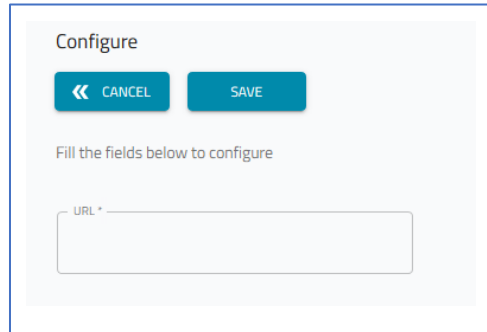 Configure
CANCEL
SAVE
Fill the fields below to configure
URL *